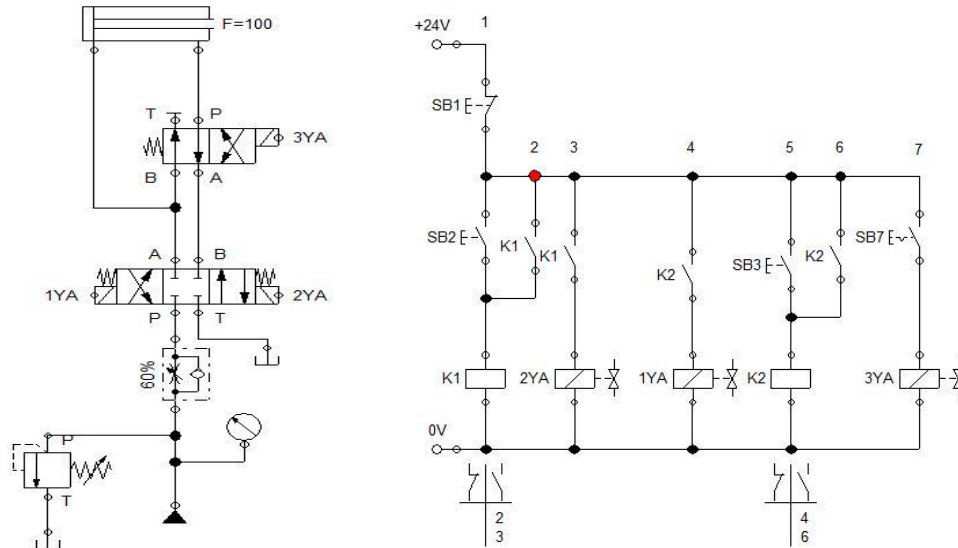 F=100
T P
3YA
B A
A B
1YA 2YA
P T
60%
P
T
1
+24V
SB1
2 3 4 5 6 7
SB2 K1 K1 K2 SB3 K2 SB7
K1 2YA 1YA K2 3YA
0V
2 4
3 6